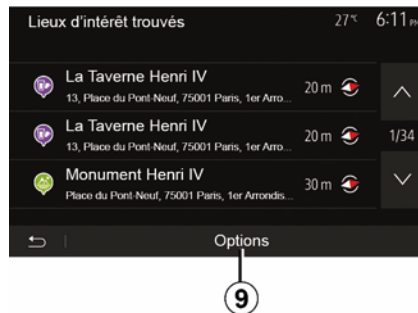 Lieux d'intérêt trouvés 27°C 6:11 PM
La Taverne Henri IV
13, Place du Pont-Neuf, 75001 Paris, 1er Arro... 20 m
La Taverne Henri IV
13, Place du Pont-Neuf, 75001 Paris, 1er Arro... 20 m
1/34
Monument Henri IV
Place du Pont-Neuf, 75001 Paris, 1er Arrondis... 30 m
Options
9